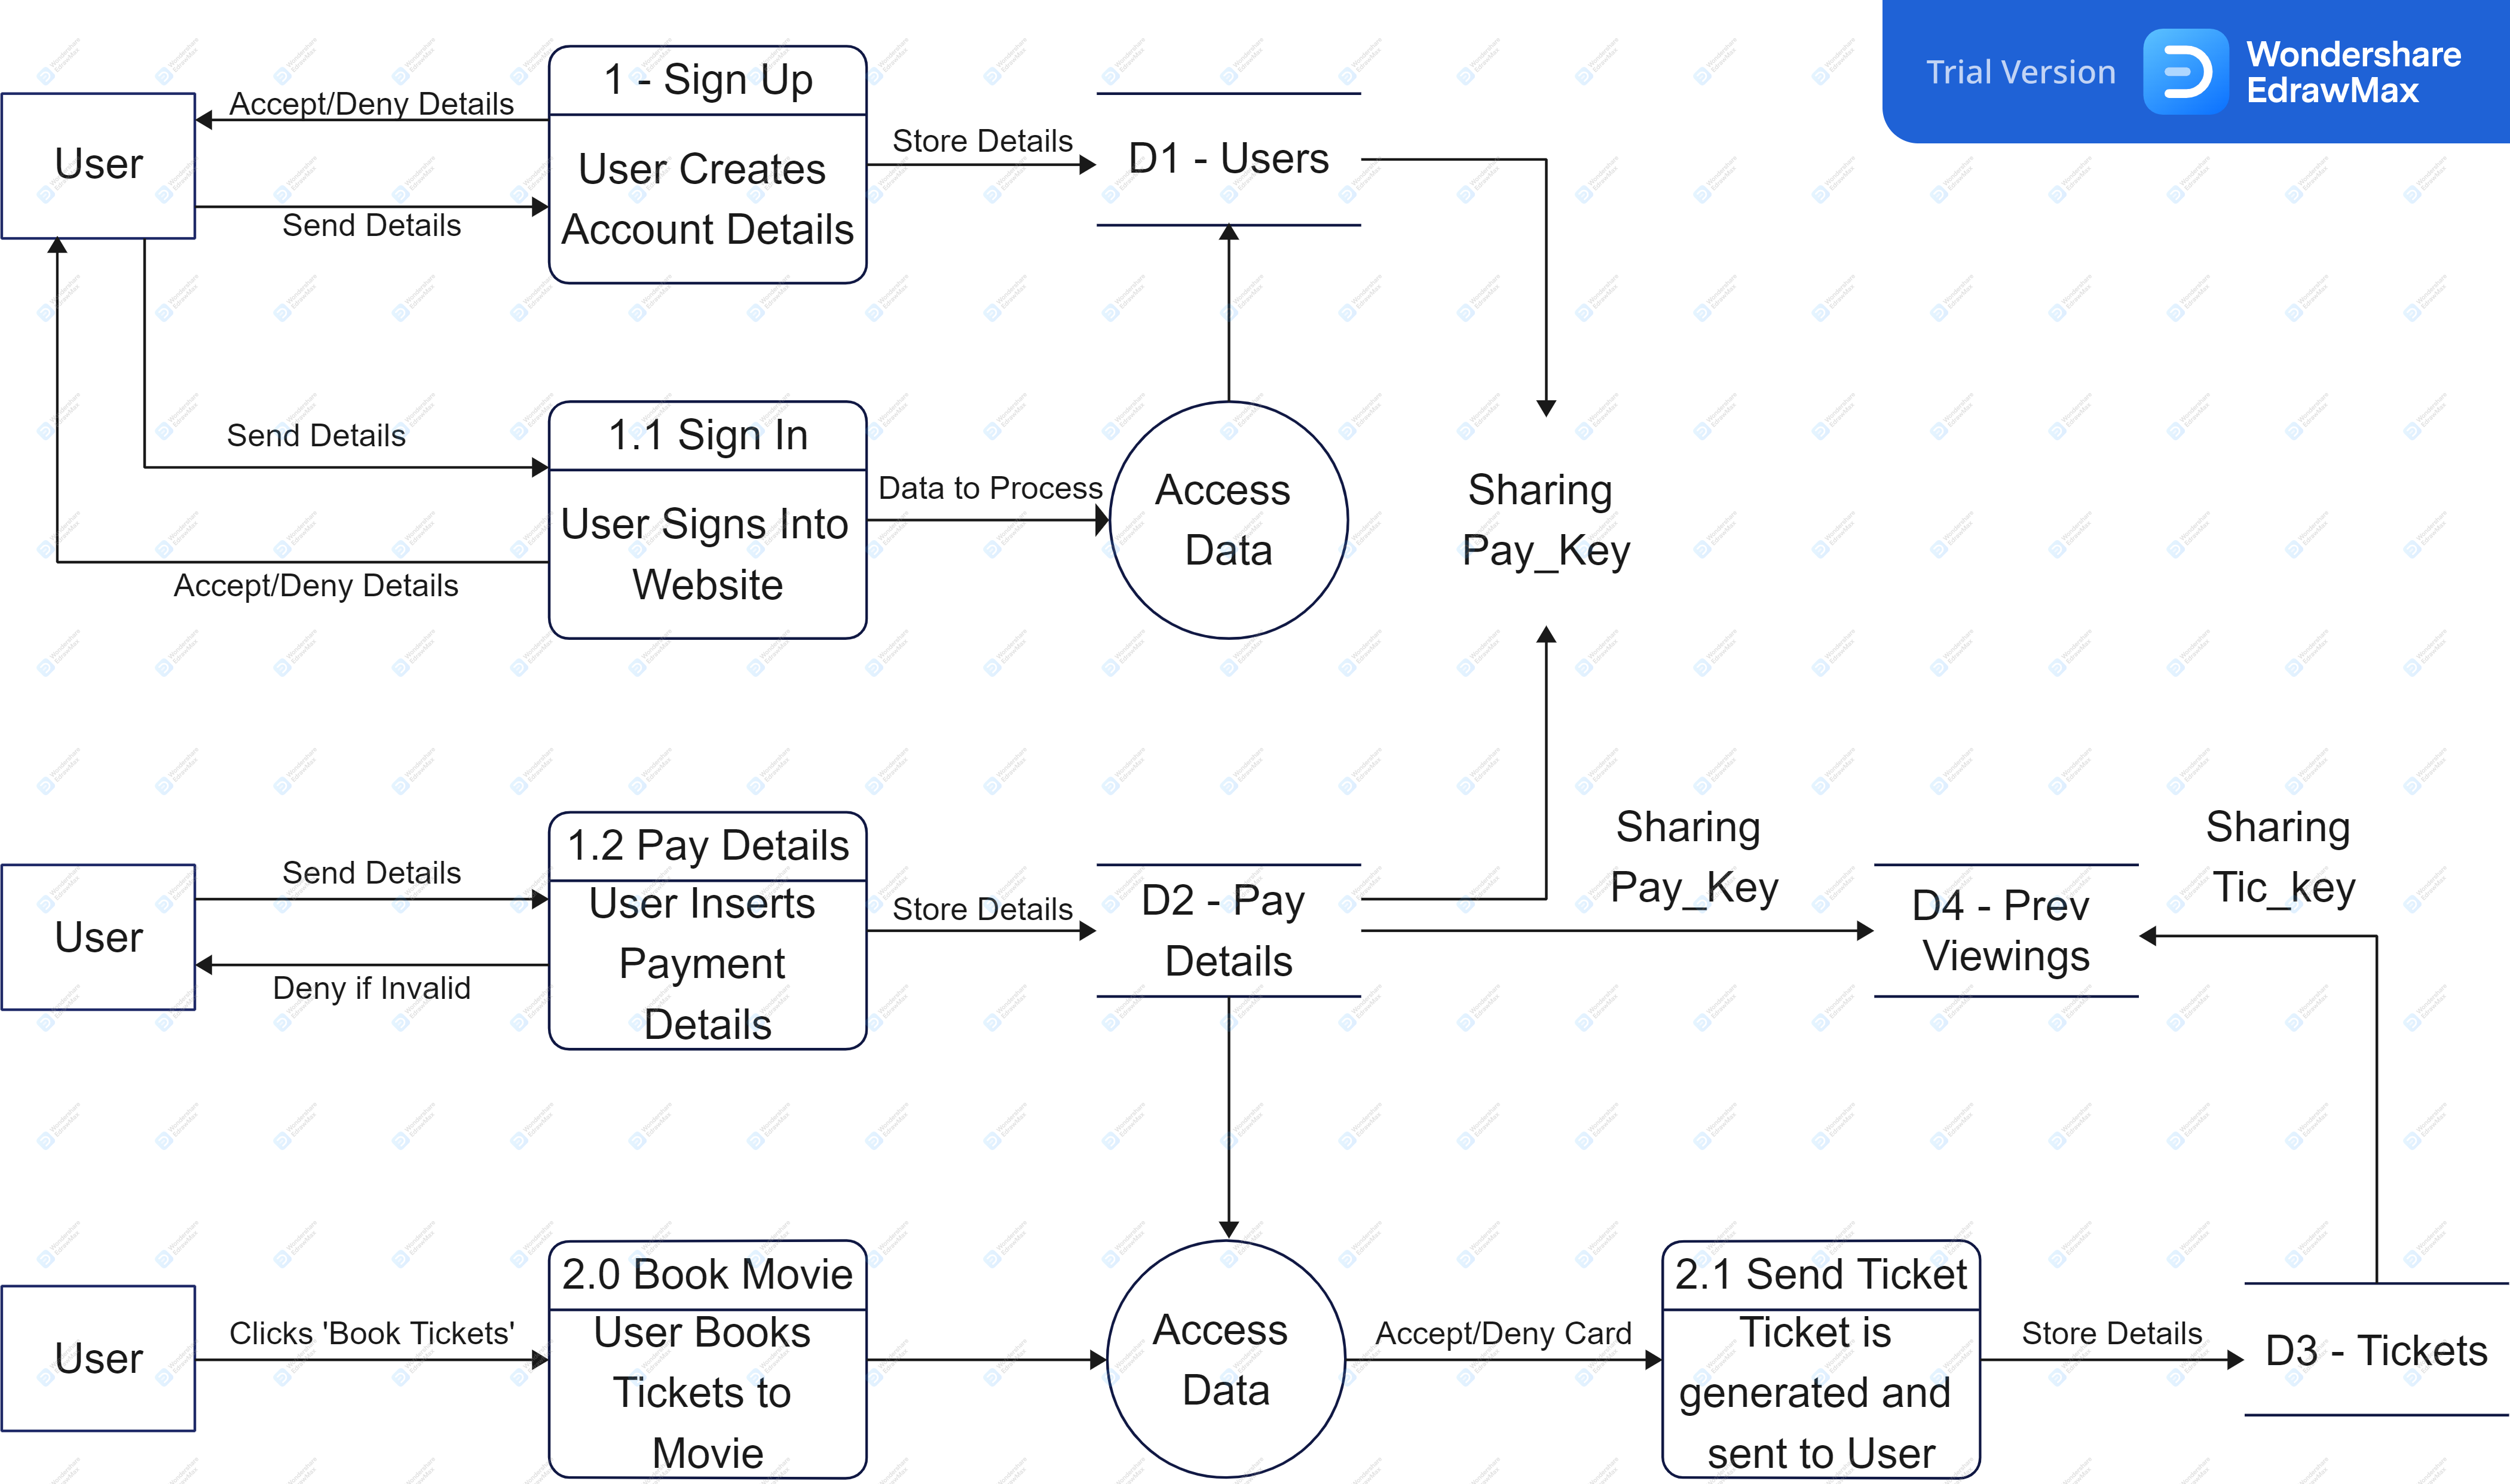 Trial Version
Wondershare
EdrawMax
1 - Sign Up
Accept/Deny Details
User
User Creates
Account Details
Send Details
Store Details
D1 - Users
Send Details
1.1 Sign In
User Signs Into
Website
Accept/Deny Details
Data to Process
Access
Data
Sharing
Pay_Key
1.2 Pay Details
User Inserts
Payment
Details
Send Details
User
Deny if Invalid
Store Details
D2 - Pay
Details
Sharing
Pay_Key
D4 - Prev
Viewings
Sharing
Tic_key
User
Clicks 'Book Tickets'
2.0 Book Movie
User Books
Tickets to
Movie
Access
Data
Accept/Deny Card
2.1 Send Ticket
Ticket is
generated and
sent to User
Store Details
D3 - Tickets